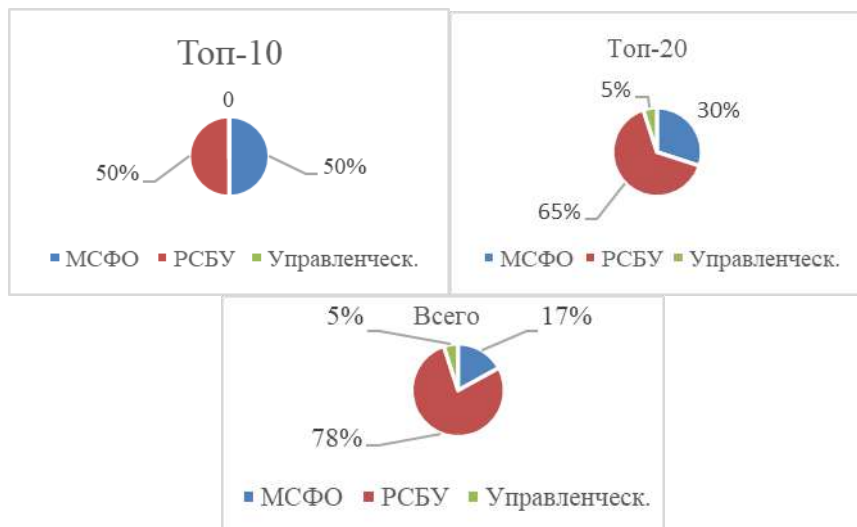 Топ-10
0
50%
50%
МСФО РСБУ Управленческ.
Топ-20
5%
30%
65%
МСФО РСБУ Управленческ.
5%
Всего
17%
78%
МСФО РСБУ Управленческ.